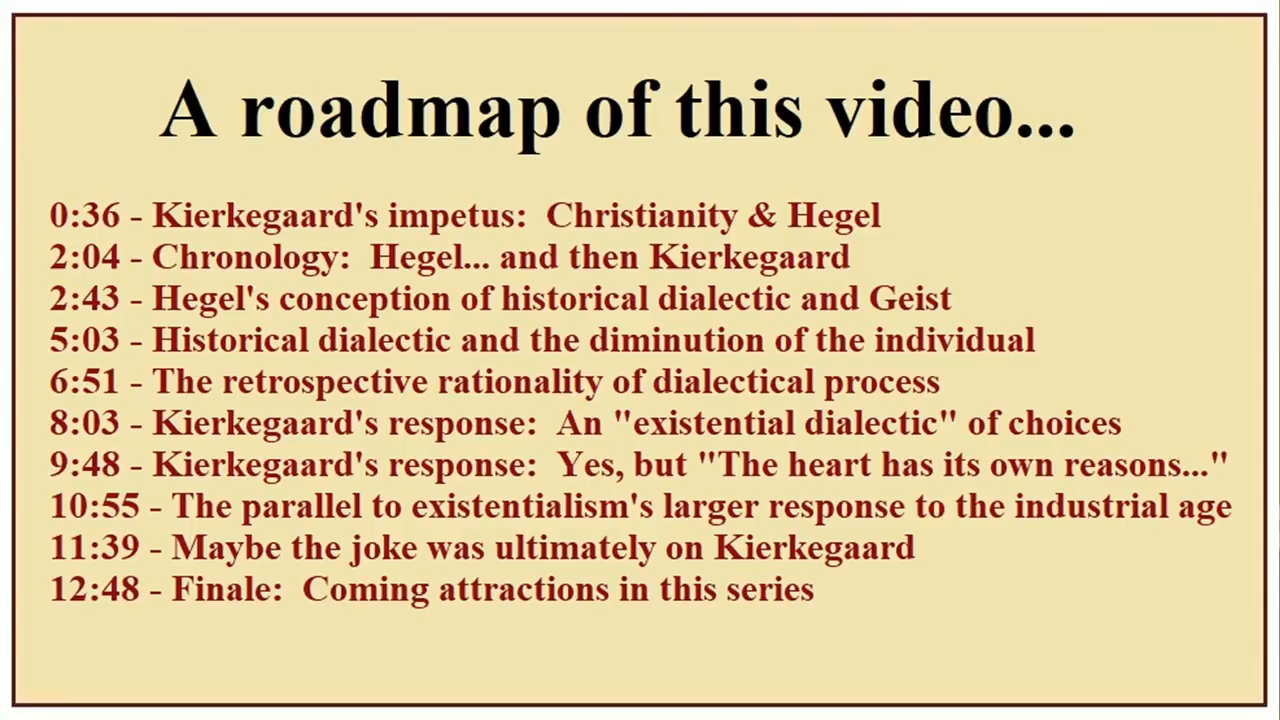 A roadmap of this video...
0:36 - Kierkegaard's impetus:  Christianity & Hegel
2:04 - Chronology:  Hegel... and then Kierkegaard
2:43 - Hegel's conception of historical dialectic and Geist
5:03 - Historical dialectic and the diminution of the individual
6:51 - The retrospective rationality of dialectical process
8:03 - Kierkegaard's response:  An "existential dialectic" of choices
9:48 - Kierkegaard's response:  Yes, but "The heart has its own reasons..."
10:55 - The parallel to existentialism's larger response to the industrial age
11:39 - Maybe the joke was ultimately on Kierkegaard
12:48 - Finale:  Coming attractions in this series